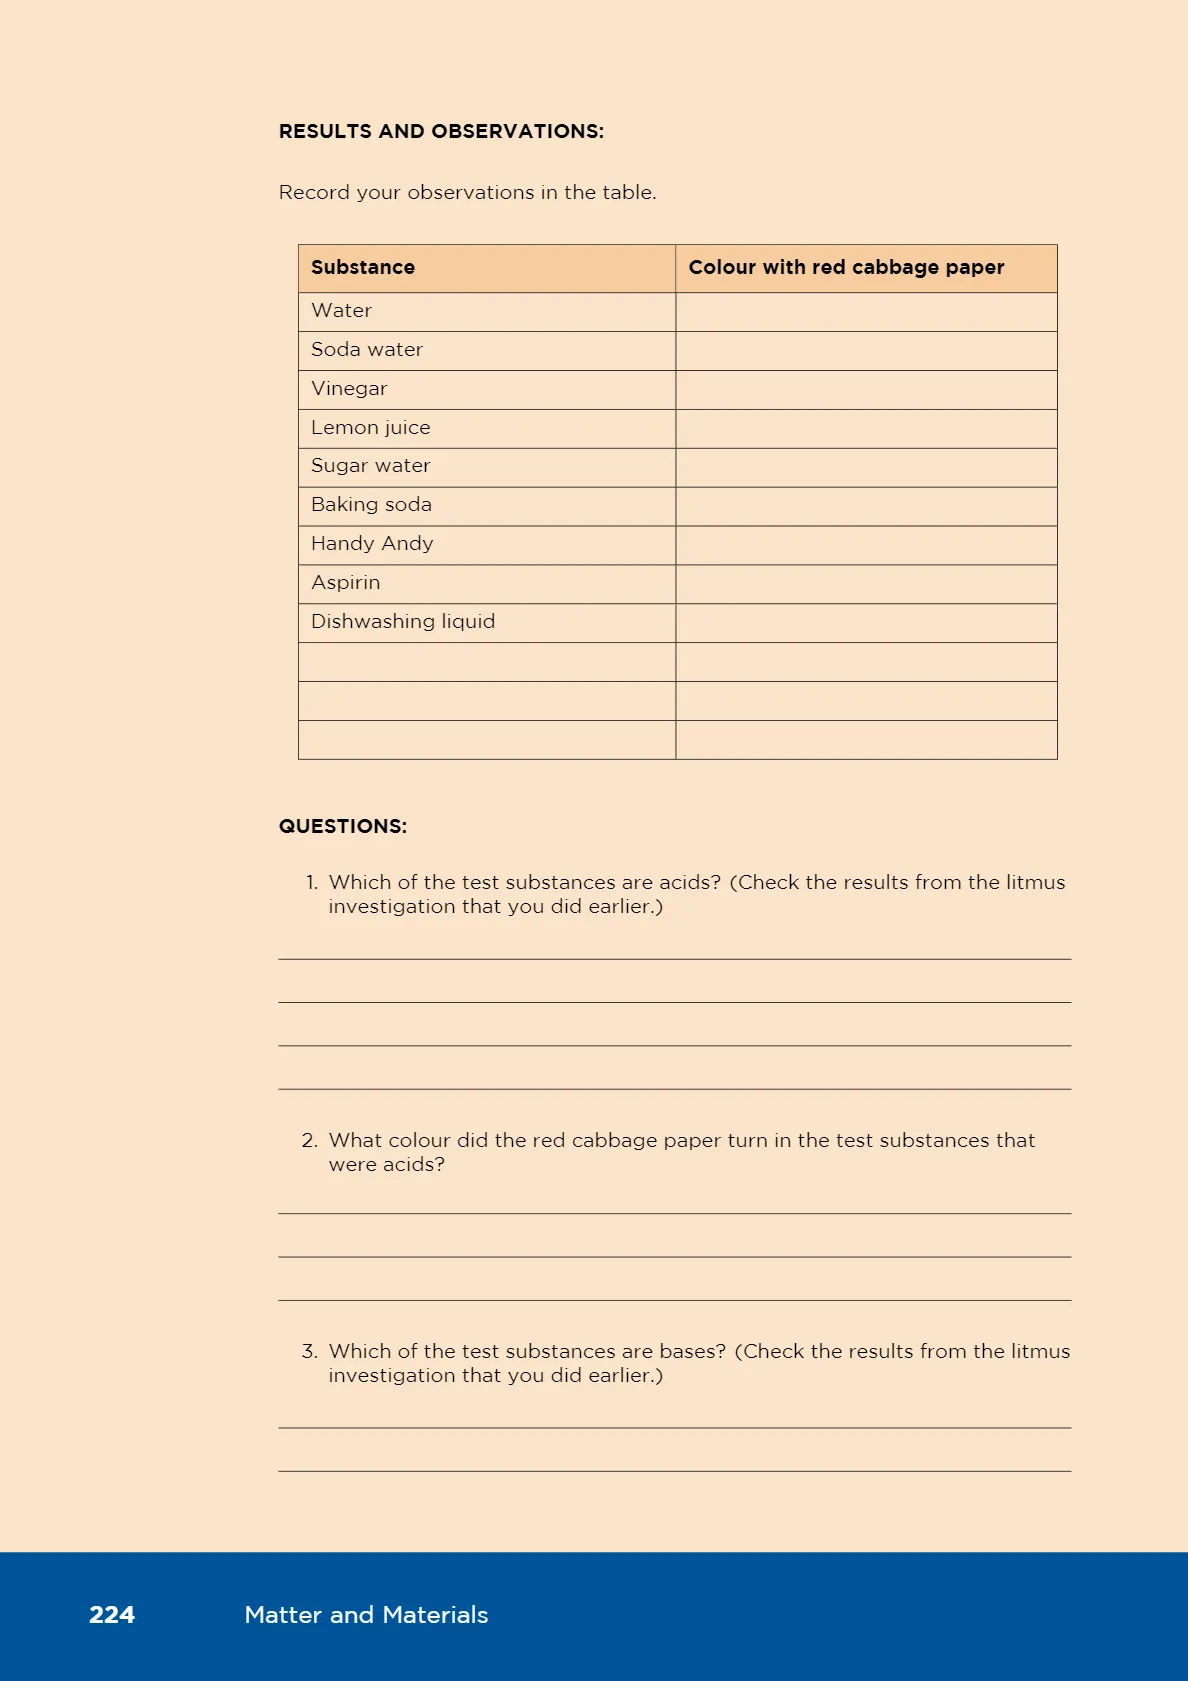 RESULTS AND OBSERVATIONS:
Record your observations in the table.
Substance Colour with red cabbage paper
Water
Soda water
Vinegar
Lemon juice
Sugar water
Baking soda
Handy Andy
Aspirin
Dishwashing liquid
QUESTIONS:
1. Which of the test substances are acids? (Check the results from the litmus
investigation that you did earlier.)
2. What colour did the red cabbage paper turn in the test substances that
were acids?
3. Which of the test substances are bases? (Check the results from the litmus
investigation that you did earlier.)
224 Matter and Materials